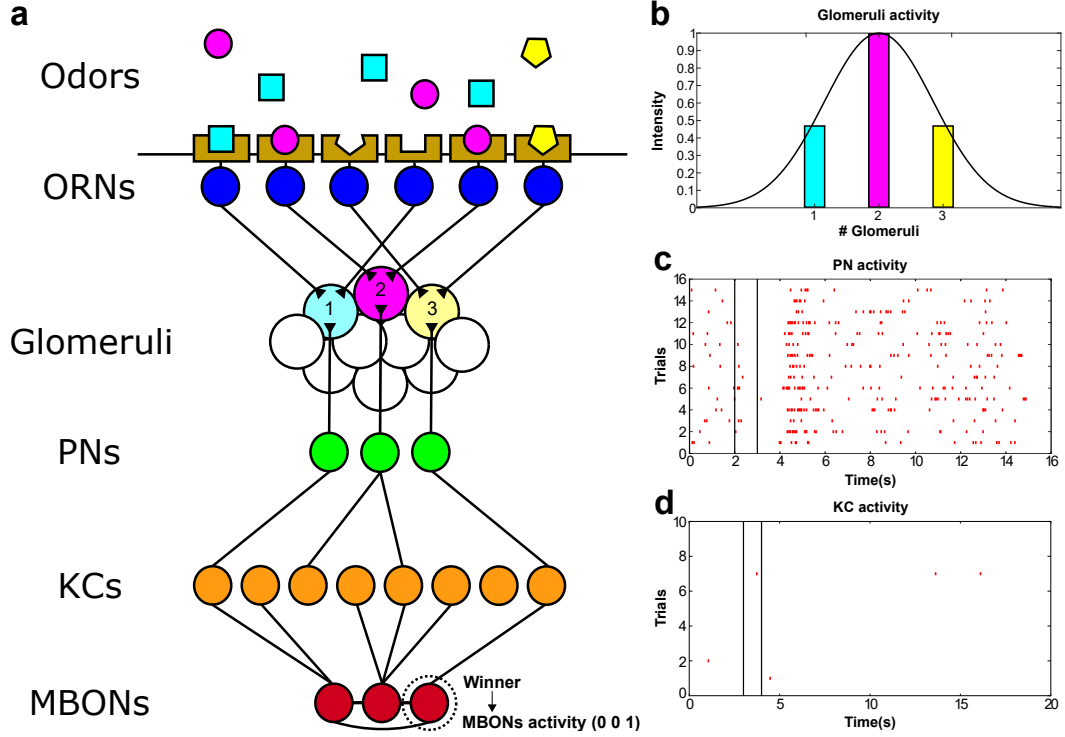 a
Odors
ORNs
1
2
3
Glomeruli
PNs
KCs
MBONs
Winner
MBONs activity (0 0 1)
b
Glomeruli activity
Intensity
1
0.9
0.8
0.7
0.6
0.5
0.4
0.3
0.2
0.1
0
1 2 3
# Glomeruli
c
PN activity
Trials
16
14
12
10
8
6
4
2
0
0 2 4 6 8 10 12 14 16
Time(s)
d
KC activity
Trials
10
8
6
4
2
0
0 5 10 15 20
Time(s)